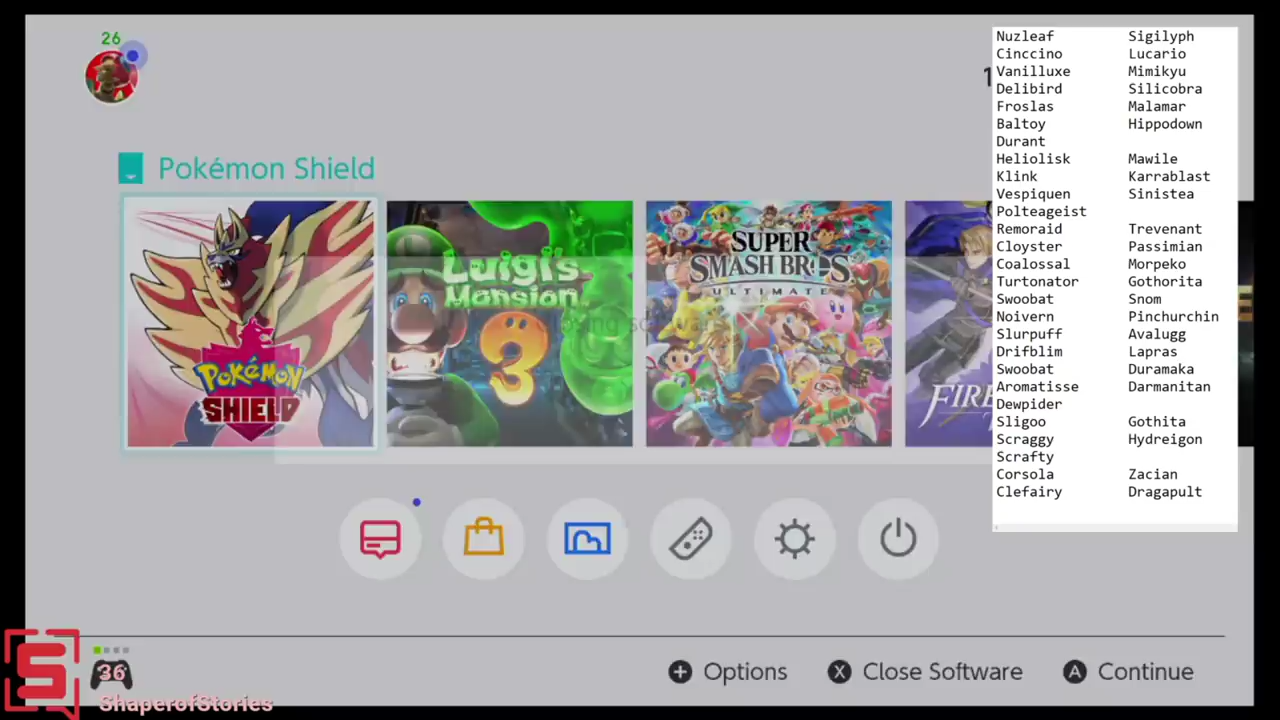 26
Pokémon Shield
POKÉMON
SHIELD
LUIGI'S
MANSION
3
SUPER
SMASH BROS.
ULTIMATE
FIRE
Closing software
Nuzleaf Sigilyph
Cinccino Lucario
Vanilluxe Mimikyu
Delibird Silicobra
Froslas Malamar
Baltoy Hippodown
Durant
Heliolisk Mawile
Klink Karrablast
Vespiquen Sinistea
Polteageist
Remoraid Trevenant
Cloyster Passimian
Coalossal Morpeko
Turtonator Gothorita
Swoobat Snom
Noivern Pinchurchin
Slurpuff Avalugg
Drifblim Lapras
Swoobat Duramaka
Aromatisse Darmanitan
Dewpider
Sligoo Gothita
Scraggy Hydreigon
Scrafty
Corsola Zacian
Clefairy Dragapult
S
36
ShaperofStories
+ Options
X Close Software
A Continue